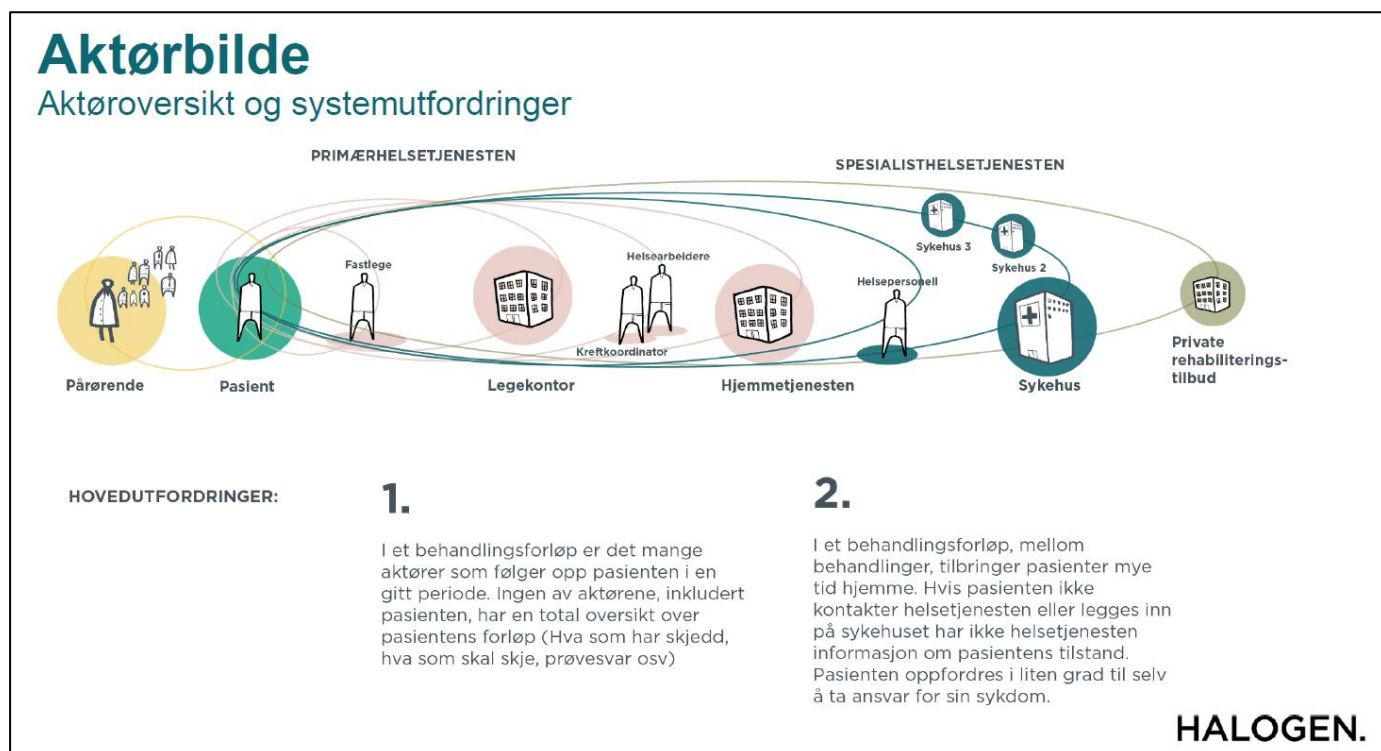 Aktørbilde
Aktøroversikt og systemutfordringer
PRIMÆRHELSETJENESTEN
SPESIALISTHELSETJENESTEN
Sykehus 3
Sykehus 2
Fastlege
Helsearbeidere
Helsepersonell
Kreftkoordinator
Pårørende
Pasient
Legekontor
Hjemmetjenesten
Sykehus
Private
rehabiliterings-
tilbud
HOVEDUTFORDRINGER:
1.
I et behandlingsforløp er det mange
aktører som følger opp pasienten i en
gitt periode. Ingen av aktørene, inkludert
pasienten, har en total oversikt over
pasientens forløp (Hva som har skjedd,
hva som skal skje, prøvesvar osv)
2.
I et behandlingsforløp, mellom
behandlinger, tilbringer pasienter mye
tid hjemme. Hvis pasienten ikke
kontakter helsetjenesten eller legges inn
på sykehuset har ikke helsetjenesten
informasjon om pasientens tilstand.
Pasienten oppfordres i liten grad til selv
å ta ansvar for sin sykdom.
HALOGEN.